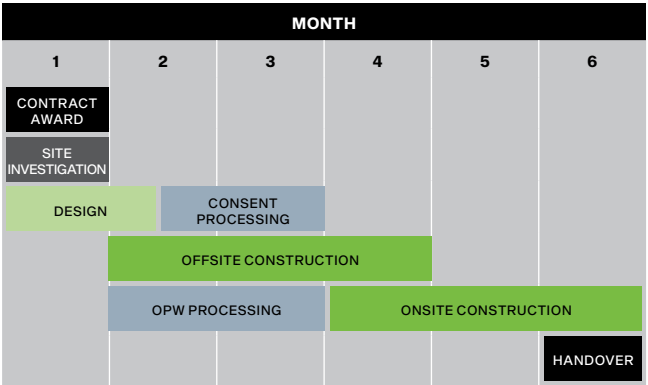 MONTH
1 2 3 4 5 6
CONTRACT
AWARD
SITE
INVESTIGATION
DESIGN
CONSENT
PROCESSING
OFFSITE CONSTRUCTION
OPW PROCESSING
ONSITE CONSTRUCTION
HANDOVER